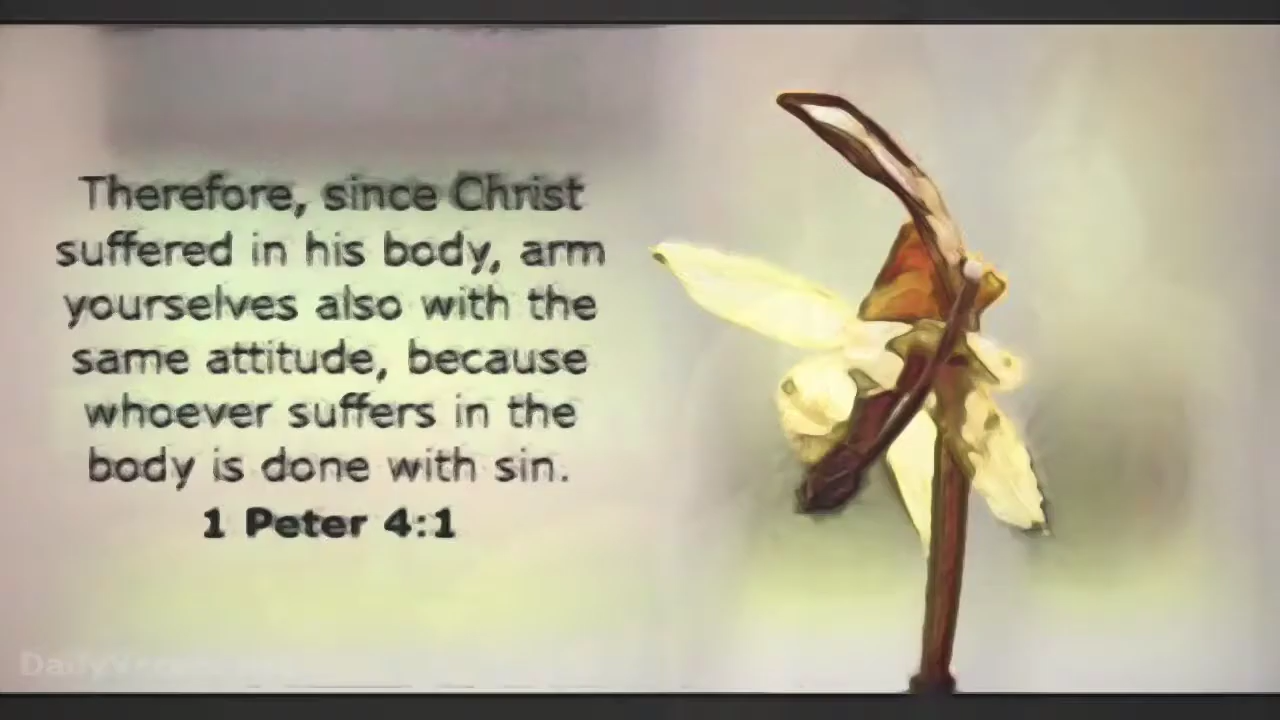 Therefore, since Christ
suffered in his body, arm
yourselves also with the
same attitude, because
whoever suffers in the
body is done with sin.
1 Peter 4:1